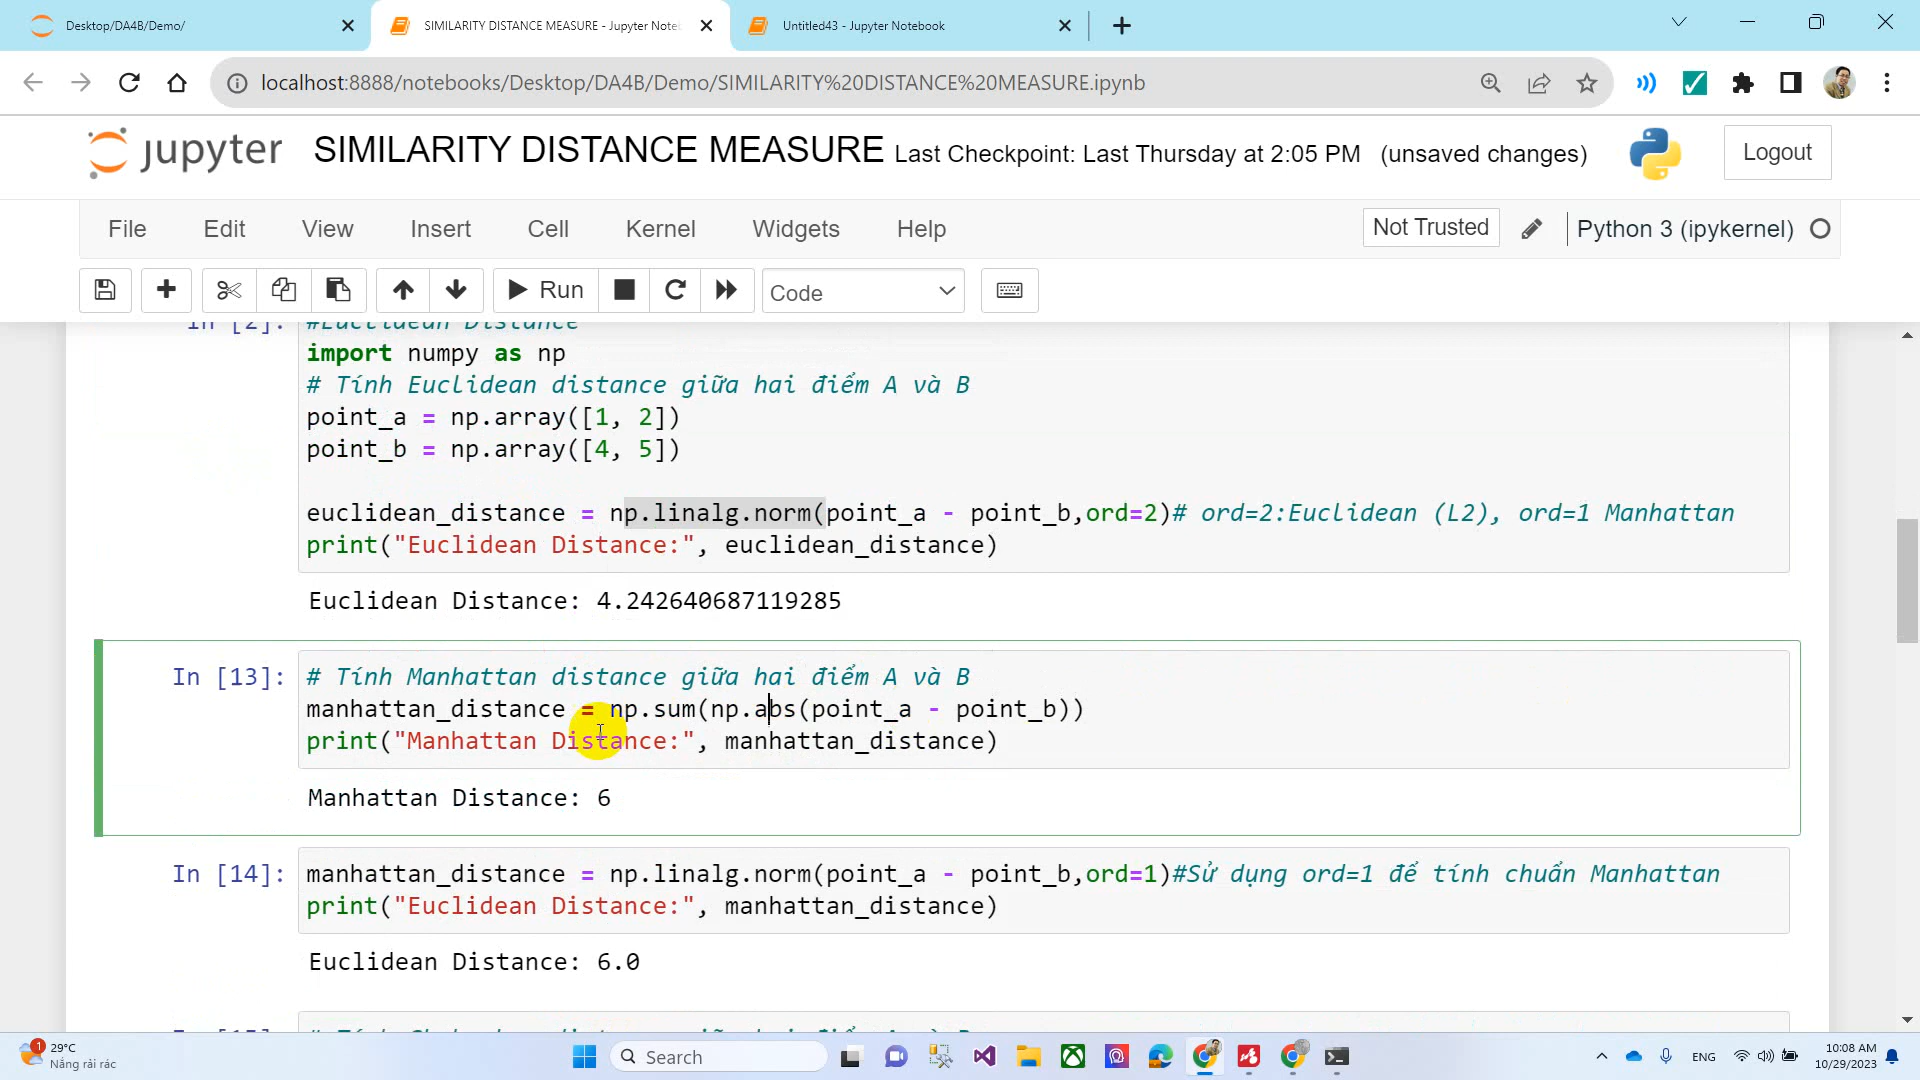 Desktop/DA4B/Demo/
SIMILARITY DISTANCE MEASURE - Jupyter Note
Untitled43 - Jupyter Notebook
localhost:8888/notebooks/Desktop/DA4B/Demo/SIMILARITY%20DISTANCE%20MEASURE.ipynb
jupyter SIMILARITY DISTANCE MEASURE Last Checkpoint: Last Thursday at 2:05 PM (unsaved changes)
Logout
File Edit View Insert Cell Kernel Widgets Help
Not Trusted
Python 3 (ipykernel)
Run
Code
In [2]: #Euclidean Distance
import numpy as np
# Tính Euclidean distance giữa hai điểm A và B
point_a = np.array([1, 2])
point_b = np.array([4, 5])
euclidean_distance = np.linalg.norm(point_a - point_b,ord=2)# ord=2:Euclidean (L2), ord=1 Manhattan
print("Euclidean Distance:", euclidean_distance)
Euclidean Distance: 4.242640687119285
In [13]: # Tính Manhattan distance giữa hai điểm A và B
manhattan_distance = np.sum(np.abs(point_a - point_b))
print("Manhattan Distance:", manhattan_distance)
Manhattan Distance: 6
In [14]: manhattan_distance = np.linalg.norm(point_a - point_b,ord=1)#Sử dụng ord=1 để tính chuẩn Manhattan
print("Euclidean Distance:", manhattan_distance)
Euclidean Distance: 6.0
1
29°C
Nắng rải rác
Search
ENG
10:08 AM
10/29/2023